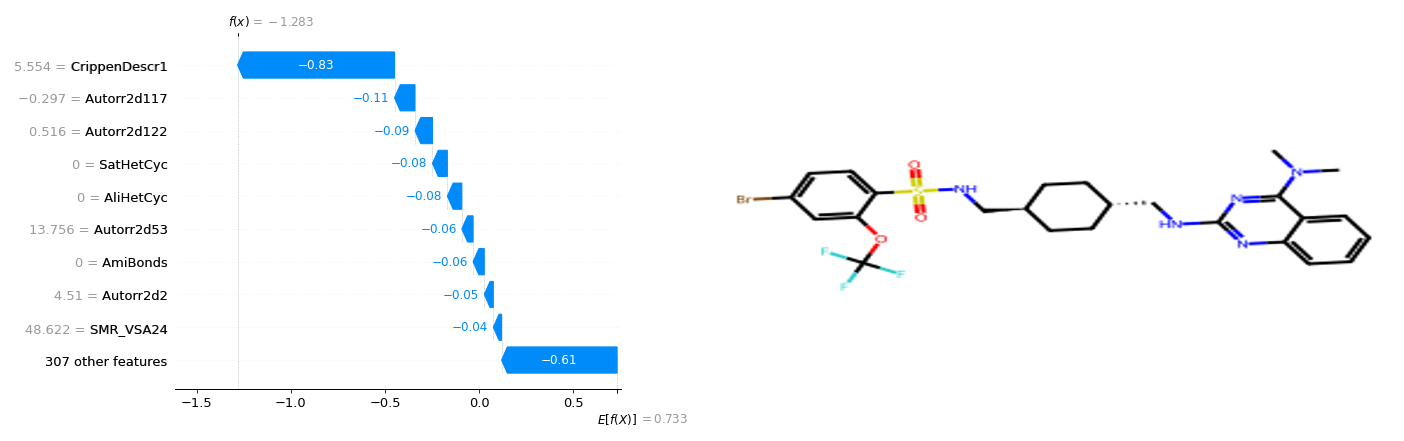 f(x) = −1.283
5.554 = CrippenDescr1
−0.83
−0.297 = Autorr2d117
−0.11
0.516 = Autorr2d122
−0.09
0 = SatHetCyc
−0.08
0 = AliHetCyc
−0.08
13.756 = Autorr2d53
−0.06
0 = AmiBonds
−0.06
4.51 = Autorr2d2
−0.05
48.622 = SMR_VSA24
−0.04
307 other features
−0.61
−1.5 −1.0 −0.5 0.0 0.5
E[f(X)] = 0.733
Br
O
S
O
NH
O
F
F
F
HN
N
N
N